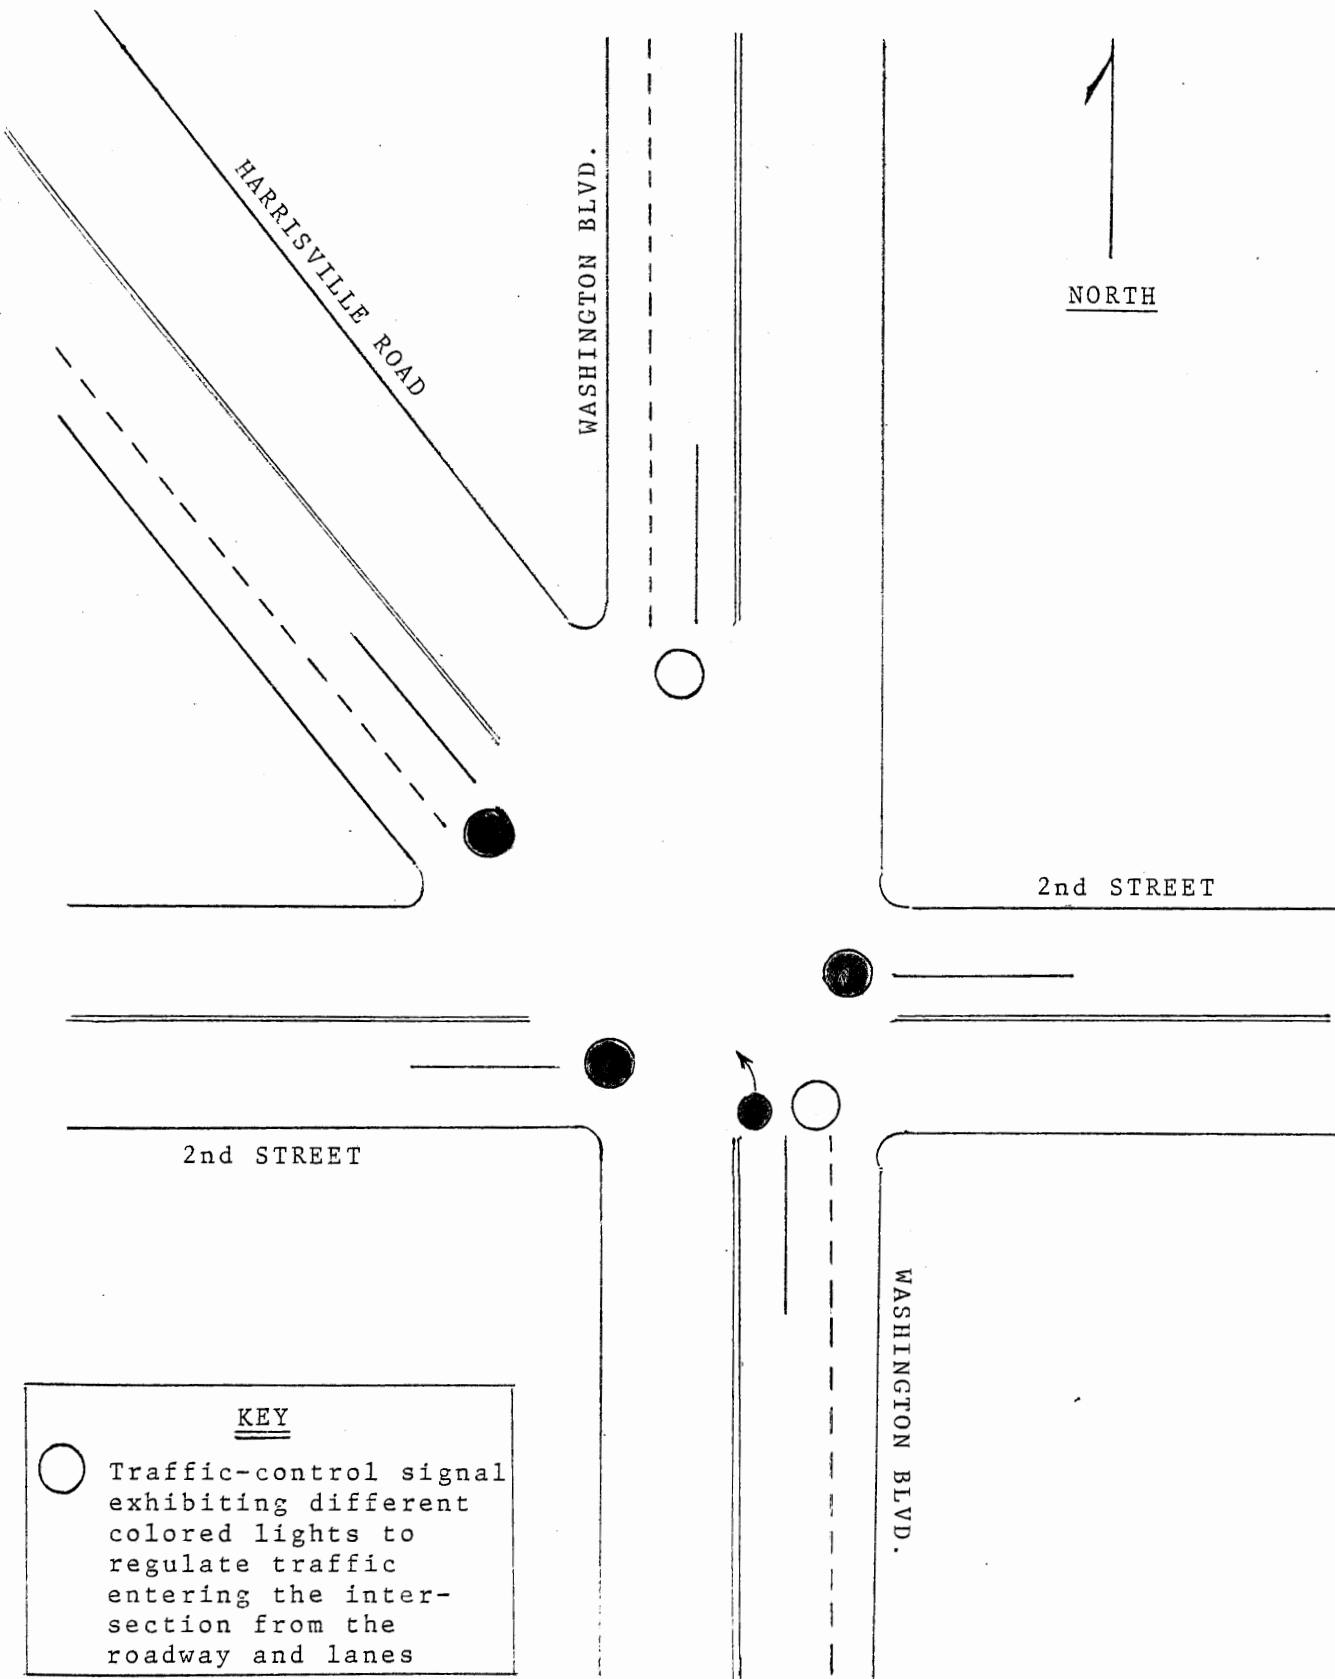 HARRISVILLE ROAD
WASHINGTON BLVD.
NORTH
2nd STREET
2nd STREET
WASHINGTON BLVD.
KEY
Traffic-control signal
exhibiting different
colored lights to
regulate traffic
entering the inter-
section from the
roadway and lanes